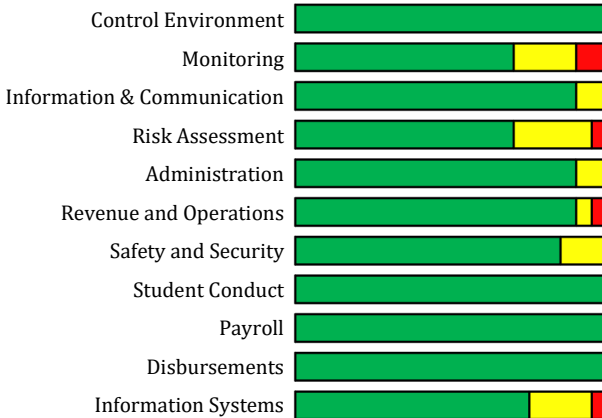 Control Environment
Monitoring
Information & Communication
Risk Assessment
Administration
Revenue and Operations
Safety and Security
Student Conduct
Payroll
Disbursements
Information Systems